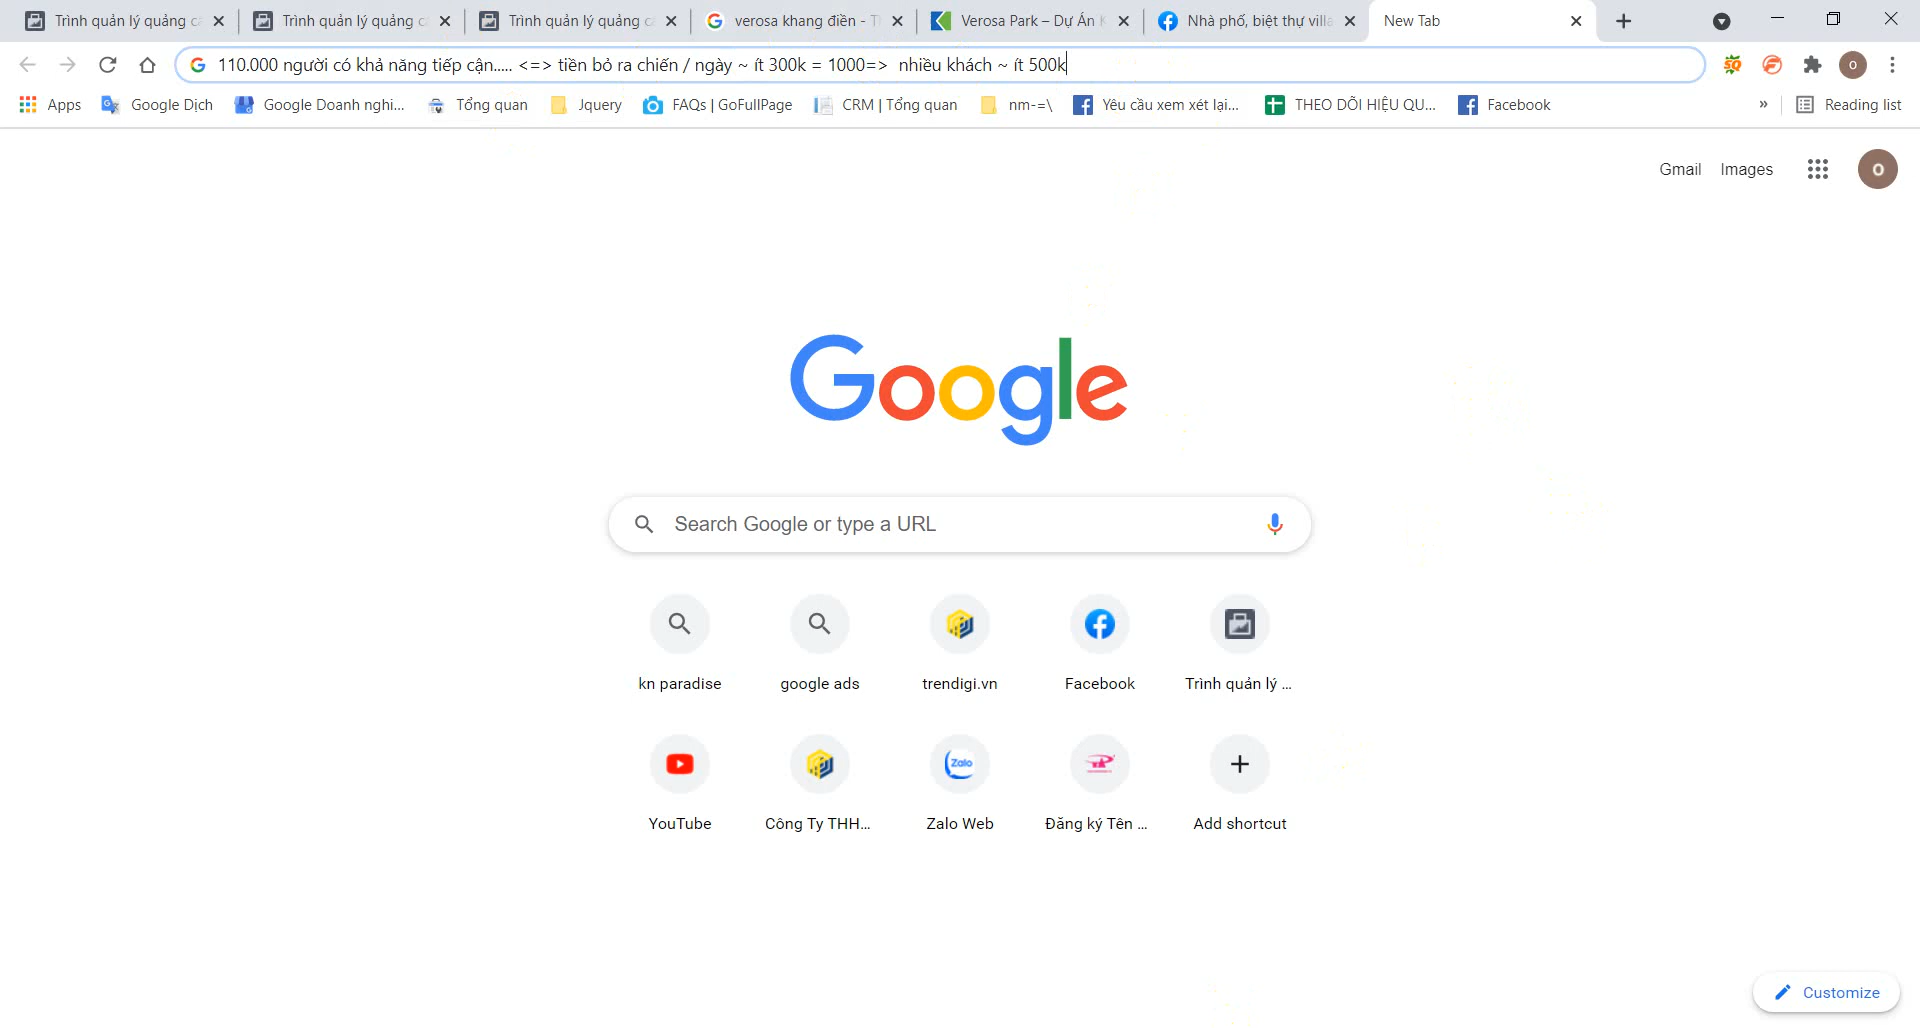 Trình quản lý quảng c
Trình quản lý quảng c
Trình quản lý quảng c
verosa khang điền - T
Verosa Park – Dự Án K
Nhà phố, biệt thự villa
New Tab
110.000 người có khả năng tiếp cận..... <=> tiền bỏ ra chiến / ngày ~ ít 300k = 1000=> nhiều khách ~ ít 500k
O
Apps
Google Dịch
Google Doanh nghi...
Tổng quan
Jquery
FAQs | GoFullPage
CRM | Tổng quan
nm-=\
Yêu cầu xem xét lại...
THEO DÕI HIỆU QU...
Facebook
»
Reading list
Gmail
Images
O
Google
Search Google or type a URL
kn paradise
google ads
trendigi.vn
Facebook
Trình quản lý ...
Zalo
YouTube
Công Ty THH...
Zalo Web
Đăng ký Tên ...
Add shortcut
Customize